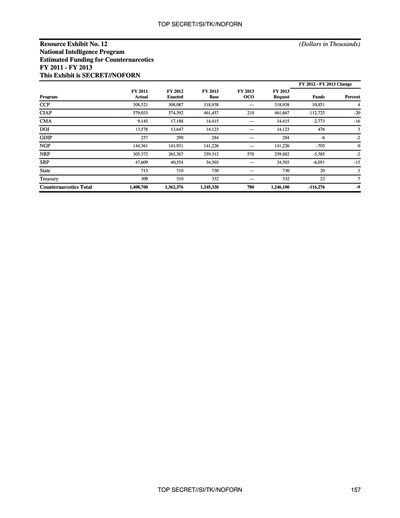 TOP SECRET//SI/TK//NOFORN
Resource Exhibit No. 12 (Dollars in Thousands)
National Intelligence Program
Estimated Funding for Counternarcotics
FY 2011 - FY 2013
This Exhibit is SECRET//NOFORN
FY 2012 - FY 2013 Change
FY 2011 FY 2012 FY 2013 FY 2013 FY 2013
Program Actual Enacted Base OCO Request Funds Percent
CCP 308,321 308,087 318,938 — 318,938 10,851 4
CIAP 579,033 574,392 461,457 210 461,667 -112,725 -20
CMA 9,145 17,188 14,415 — 14,415 -2,773 -16
DOJ 13,578 13,647 14,123 — 14,123 476 3
GDIP 257 290 284 — 284 -6 -2
NGP 144,361 141,931 141,226 — 141,226 -705 0
NRP 305,372 265,267 259,312 570 259,882 -5,385 -2
SRP 47,609 40,554 34,503 — 34,503 -6,051 -15
State 715 710 730 — 730 20 3
Treasury 309 310 332 — 332 22 7
Counternarcotics Total 1,408,700 1,362,376 1,245,320 780 1,246,100 -116,276 -9
TOP SECRET//SI/TK//NOFORN 157